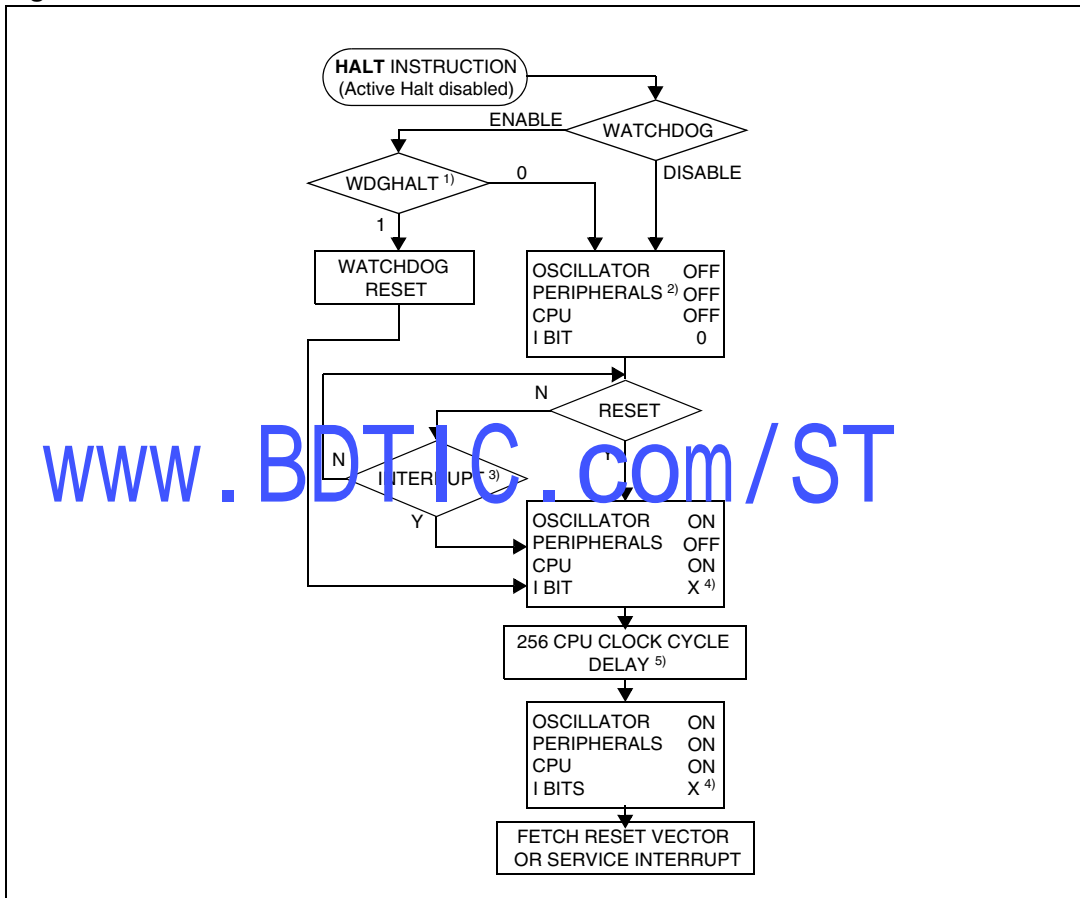 HALT INSTRUCTION
(Active Halt disabled)
ENABLE
WATCHDOG
DISABLE
WDGHALT 1)
0
1
WATCHDOG
RESET
OSCILLATOR OFF
PERIPHERALS 2) OFF
CPU OFF
I BIT 0
N
RESET
Y
N
INTERRUPT 3)
Y
www.BDTIC.com/ST
OSCILLATOR ON
PERIPHERALS OFF
CPU ON
I BIT X 4)
256 CPU CLOCK CYCLE
DELAY 5)
OSCILLATOR ON
PERIPHERALS ON
CPU ON
I BITS X 4)
FETCH RESET VECTOR
OR SERVICE INTERRUPT